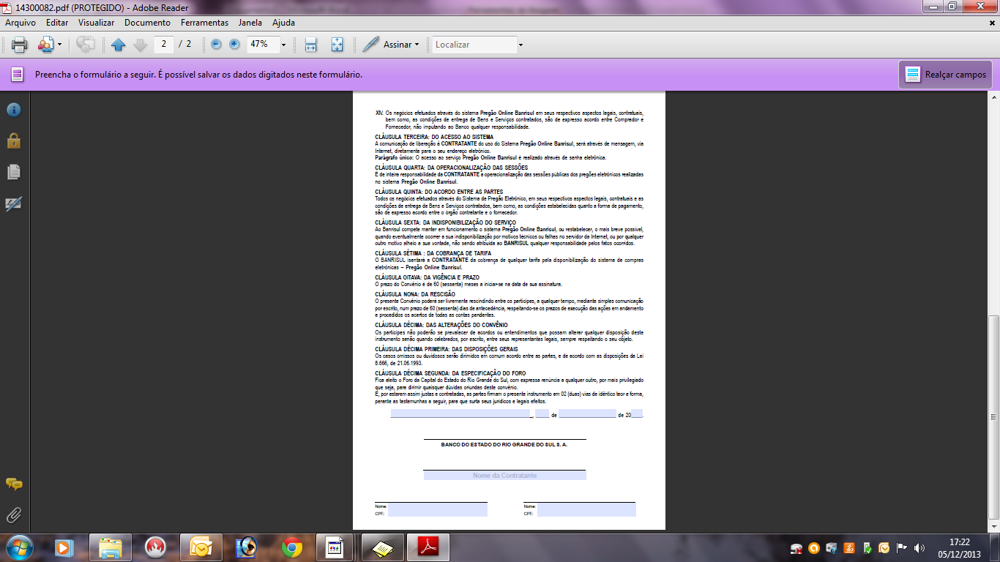 14300082.pdf (PROTEGIDO) - Adobe Reader
Arquivo Editar Visualizar Documento Ferramentas Janela Ajuda
2 / 2 47% Assinar Localizar
Preencha o formulário a seguir. É possível salvar os dados digitados neste formulário. Realçar campos
XIV. Os negócios efetuados através do sistema Pregão Online Banrisul em seus respectivos aspectos legais, contratuais,
bem como, as condições de entrega de Bens e Serviços contratados, são de expresso acordo entre Comprador e
Fornecedor, não imputando ao Banco qualquer responsabilidade.
CLÁUSULA TERCEIRA: DO ACESSO AO SISTEMA
A comunicação de liberação à CONTRATANTE do uso do Sistema Pregão Online Banrisul, será através de mensagem, via
Internet, diretamente para o seu endereço eletrônico.
Parágrafo único: O acesso ao serviço Pregão Online Banrisul é realizado através de senha eletrônica.
CLÁUSULA QUARTA: DA OPERACIONALIZAÇÃO DAS SESSÕES
É de inteira responsabilidade da CONTRATANTE a operacionalização das sessões públicas dos pregões eletrônicos realizadas
no sistema Pregão Online Banrisul.
CLÁUSULA QUINTA: DO ACORDO ENTRE AS PARTES
Todos os negócios efetuados através do Sistema de Pregão Eletrônico, em seus respectivos aspectos legais, contratuais e as
condições de entrega de Bens e Serviços contratados, bem como, as condições estabelecidas quanto a forma de pagamento,
são de expresso acordo entre o órgão contratante e o fornecedor.
CLÁUSULA SEXTA: DA INDISPONIBILIZAÇÃO DO SERVIÇO
Ao Banrisul compete manter em funcionamento o sistema Pregão Online Banrisul, ou restabelecer, o mais breve possível,
quando eventualmente ocorrer a sua indisponibilização por motivos técnicos ou falhas no servidor da Internet, ou por qualquer
outro motivo alheio a sua vontade, não sendo atribuída ao BANRISUL qualquer responsabilidade pelos fatos ocorridos.
CLÁUSULA SÉTIMA : DA COBRANÇA DE TARIFA
O BANRISUL isentará a CONTRATANTE da cobrança de qualquer tarifa pela disponibilização do sistema de compras
eletrônicas – Pregão Online Banrisul.
CLÁUSULA OITAVA: DA VIGÊNCIA E PRAZO
O prazo do Convênio é de 60 (sessenta) meses a iniciar-se na data de sua assinatura.
CLÁUSULA NONA: DA RESCISÃO
O presente Convênio poderá ser livremente rescindindo entre os partícipes, a qualquer tempo, mediante simples comunicação
por escrito, num prazo de 60 (sessenta) dias de antecedência, respeitando-se os prazos de execução das ações em andamento
e procedidos os acertos de todas as contas pendentes.
CLÁUSULA DÉCIMA: DAS ALTERAÇÕES DO CONVÊNIO
Os partícipes não poderão se prevalecer de acordos ou entendimentos que possam alterar qualquer disposição deste
instrumento senão quando celebrados, por escrito, entre seus representantes legais, sempre respeitando o seu objeto.
CLÁUSULA DÉCIMA PRIMEIRA: DAS DISPOSIÇÕES GERAIS
Os casos omissos ou duvidosos serão dirimidos em comum acordo entre as partes, e de acordo com as disposições da Lei
8.666, de 21.06.1993.
CLÁUSULA DÉCIMA SEGUNDA: DA ESPECIFICAÇÃO DO FORO
Fica eleito o Foro da Capital do Estado do Rio Grande do Sul, com expressa renúncia a qualquer outro, por mais privilegiado
que seja, para dirimir quaisquer dúvidas oriundas deste convênio.
E, por estarem assim justas e contratadas, as partes firmam o presente instrumento em 02 (duas) vias de idêntico teor e forma,
perante as testemunhas a seguir, para que surta seus jurídicos e legais efeitos.
, de de 20 .
BANCO DO ESTADO DO RIO GRANDE DO SUL S. A.
Nome da Contratante
Nome: Nome:
CPF: CPF:
17:22
05/12/2013